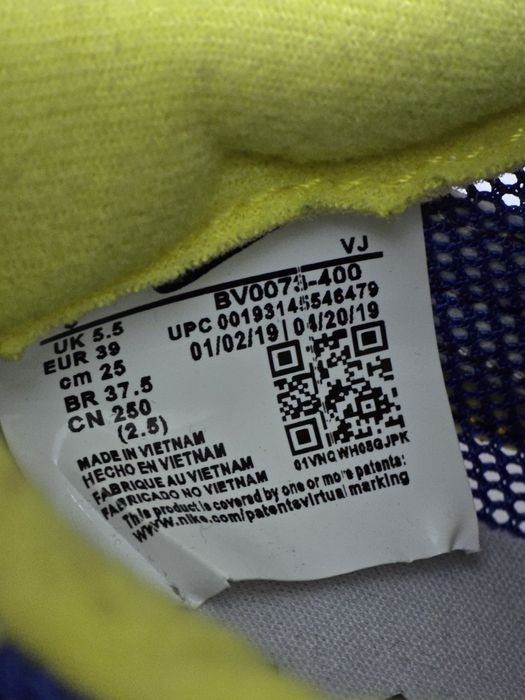 VJ
UK 5.5
EUR 39
cm 25
BR 37.5
CN 250
(2.5)
BV0073-400
UPC 00193145546479
01/02/19 04/20/19
MADE IN VIETNAM
HECHO EN VIETNAM
FABRIQUE AU VIETNAM
FABRICADO NO VIETNAM
This product is covered by one or more patents:
www.nike.com/patentsvirtual marking